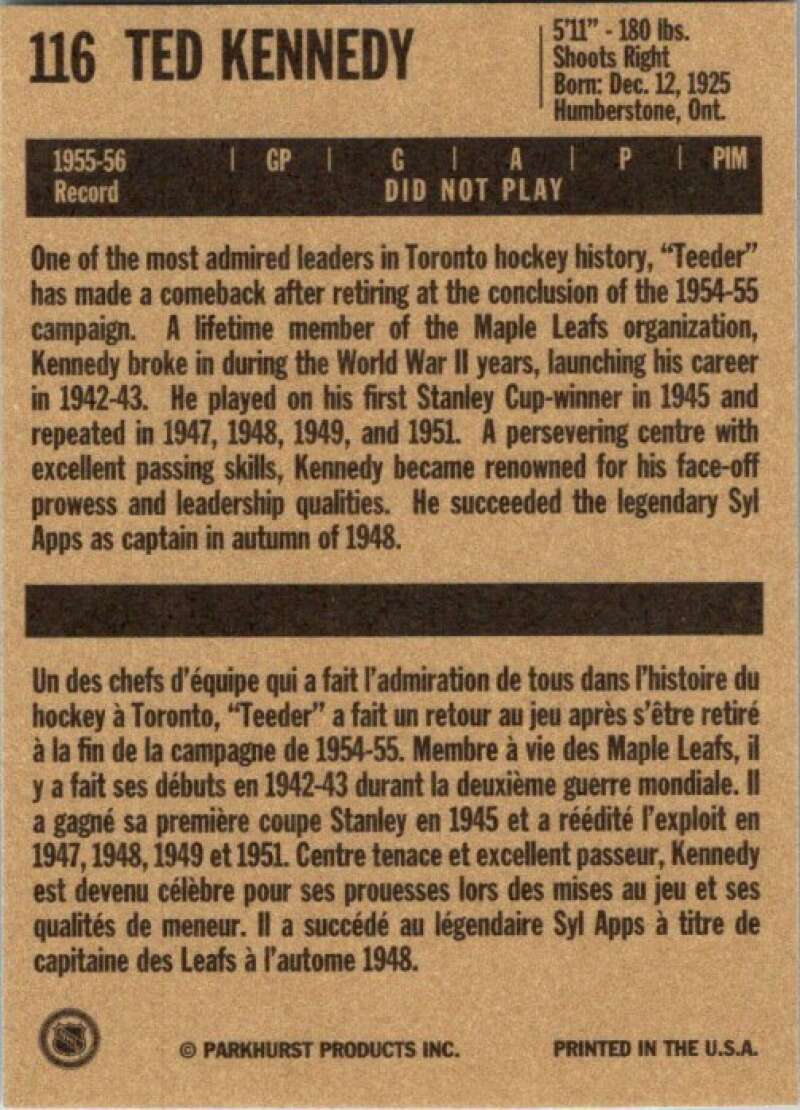 116 TED KENNEDY
5'11" - 180 lbs.
Shoots Right
Born: Dec. 12, 1925
Humberstone, Ont.
1955-56 | GP | G | A | P | PIM
Record DID NOT PLAY
One of the most admired leaders in Toronto hockey history, “Teeder”
has made a comeback after retiring at the conclusion of the 1954-55
campaign. A lifetime member of the Maple Leafs organization,
Kennedy broke in during the World War II years, launching his career
in 1942-43. He played on his first Stanley Cup-winner in 1945 and
repeated in 1947, 1948, 1949, and 1951. A persevering centre with
excellent passing skills, Kennedy became renowned for his face-off
prowess and leadership qualities. He succeeded the legendary Syl
Apps as captain in autumn of 1948.
Un des chefs d'équipe qui a fait l'admiration de tous dans l'histoire du
hockey à Toronto, “Teeder” a fait un retour au jeu après s'être retiré
à la fin de la campagne de 1954-55. Membre à vie des Maple Leafs, il
y a fait ses débuts en 1942-43 durant la deuxième guerre mondiale. Il
a gagné sa première coupe Stanley en 1945 et a réédité l'exploit en
1947, 1948, 1949 et 1951. Centre tenace et excellent passeur, Kennedy
est devenu célèbre pour ses prouesses lors des mises au jeu et ses
qualités de meneur. Il a succédé au légendaire Syl Apps à titre de
capitaine des Leafs à l'autome 1948.
© PARKHURST PRODUCTS INC. PRINTED IN THE U.S.A.